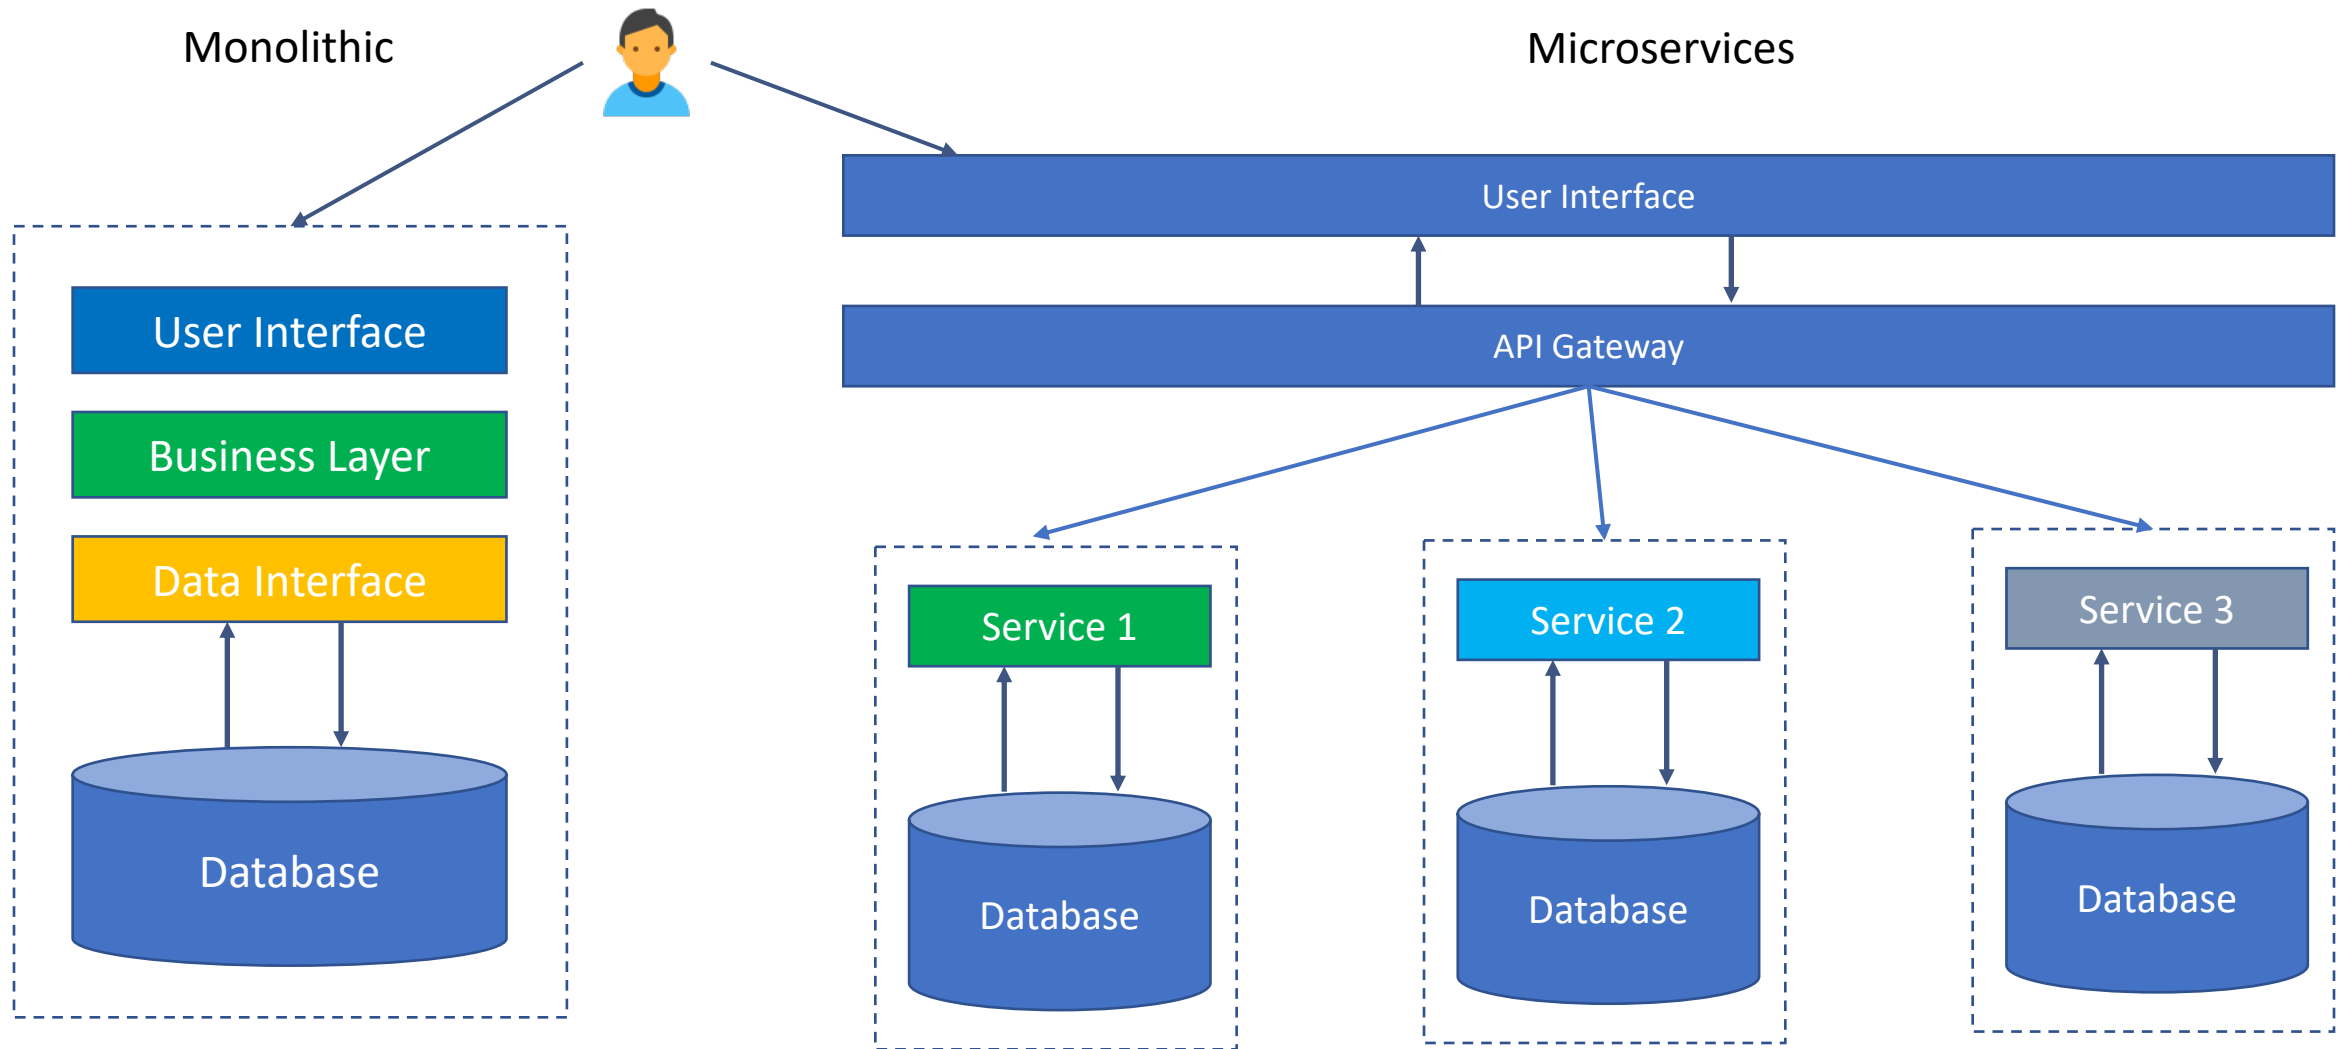 Monolithic
Microservices
User Interface
Business Layer
Data Interface
Database
User Interface
API Gateway
Service 1
Database
Service 2
Database
Service 3
Database